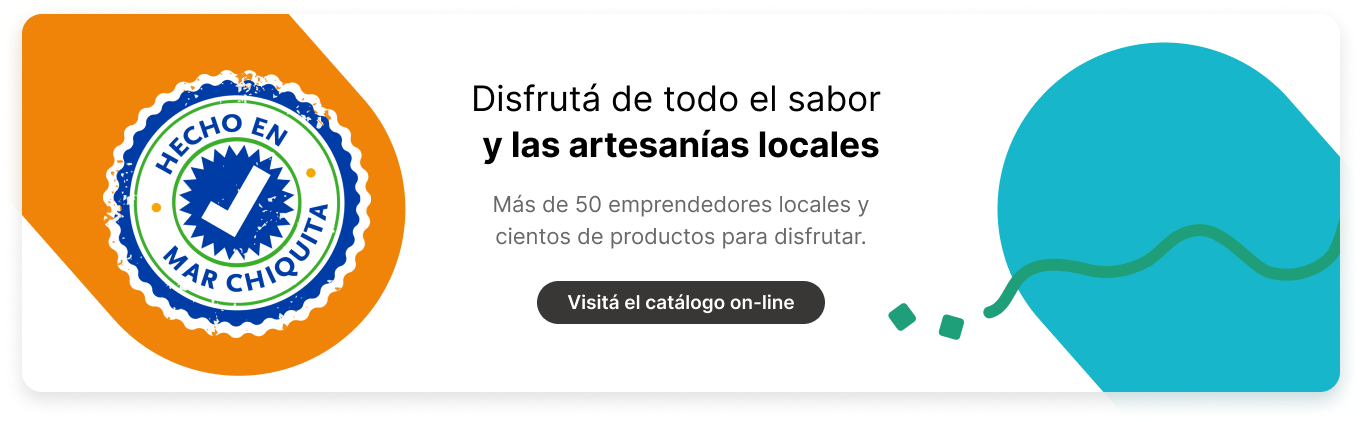 HECHO EN
MAR CHIQUITA
Disfrutá de todo el sabor
y las artesanías locales
Más de 50 emprendedores locales y
cientos de productos para disfrutar.
Visitá el catálogo on-line